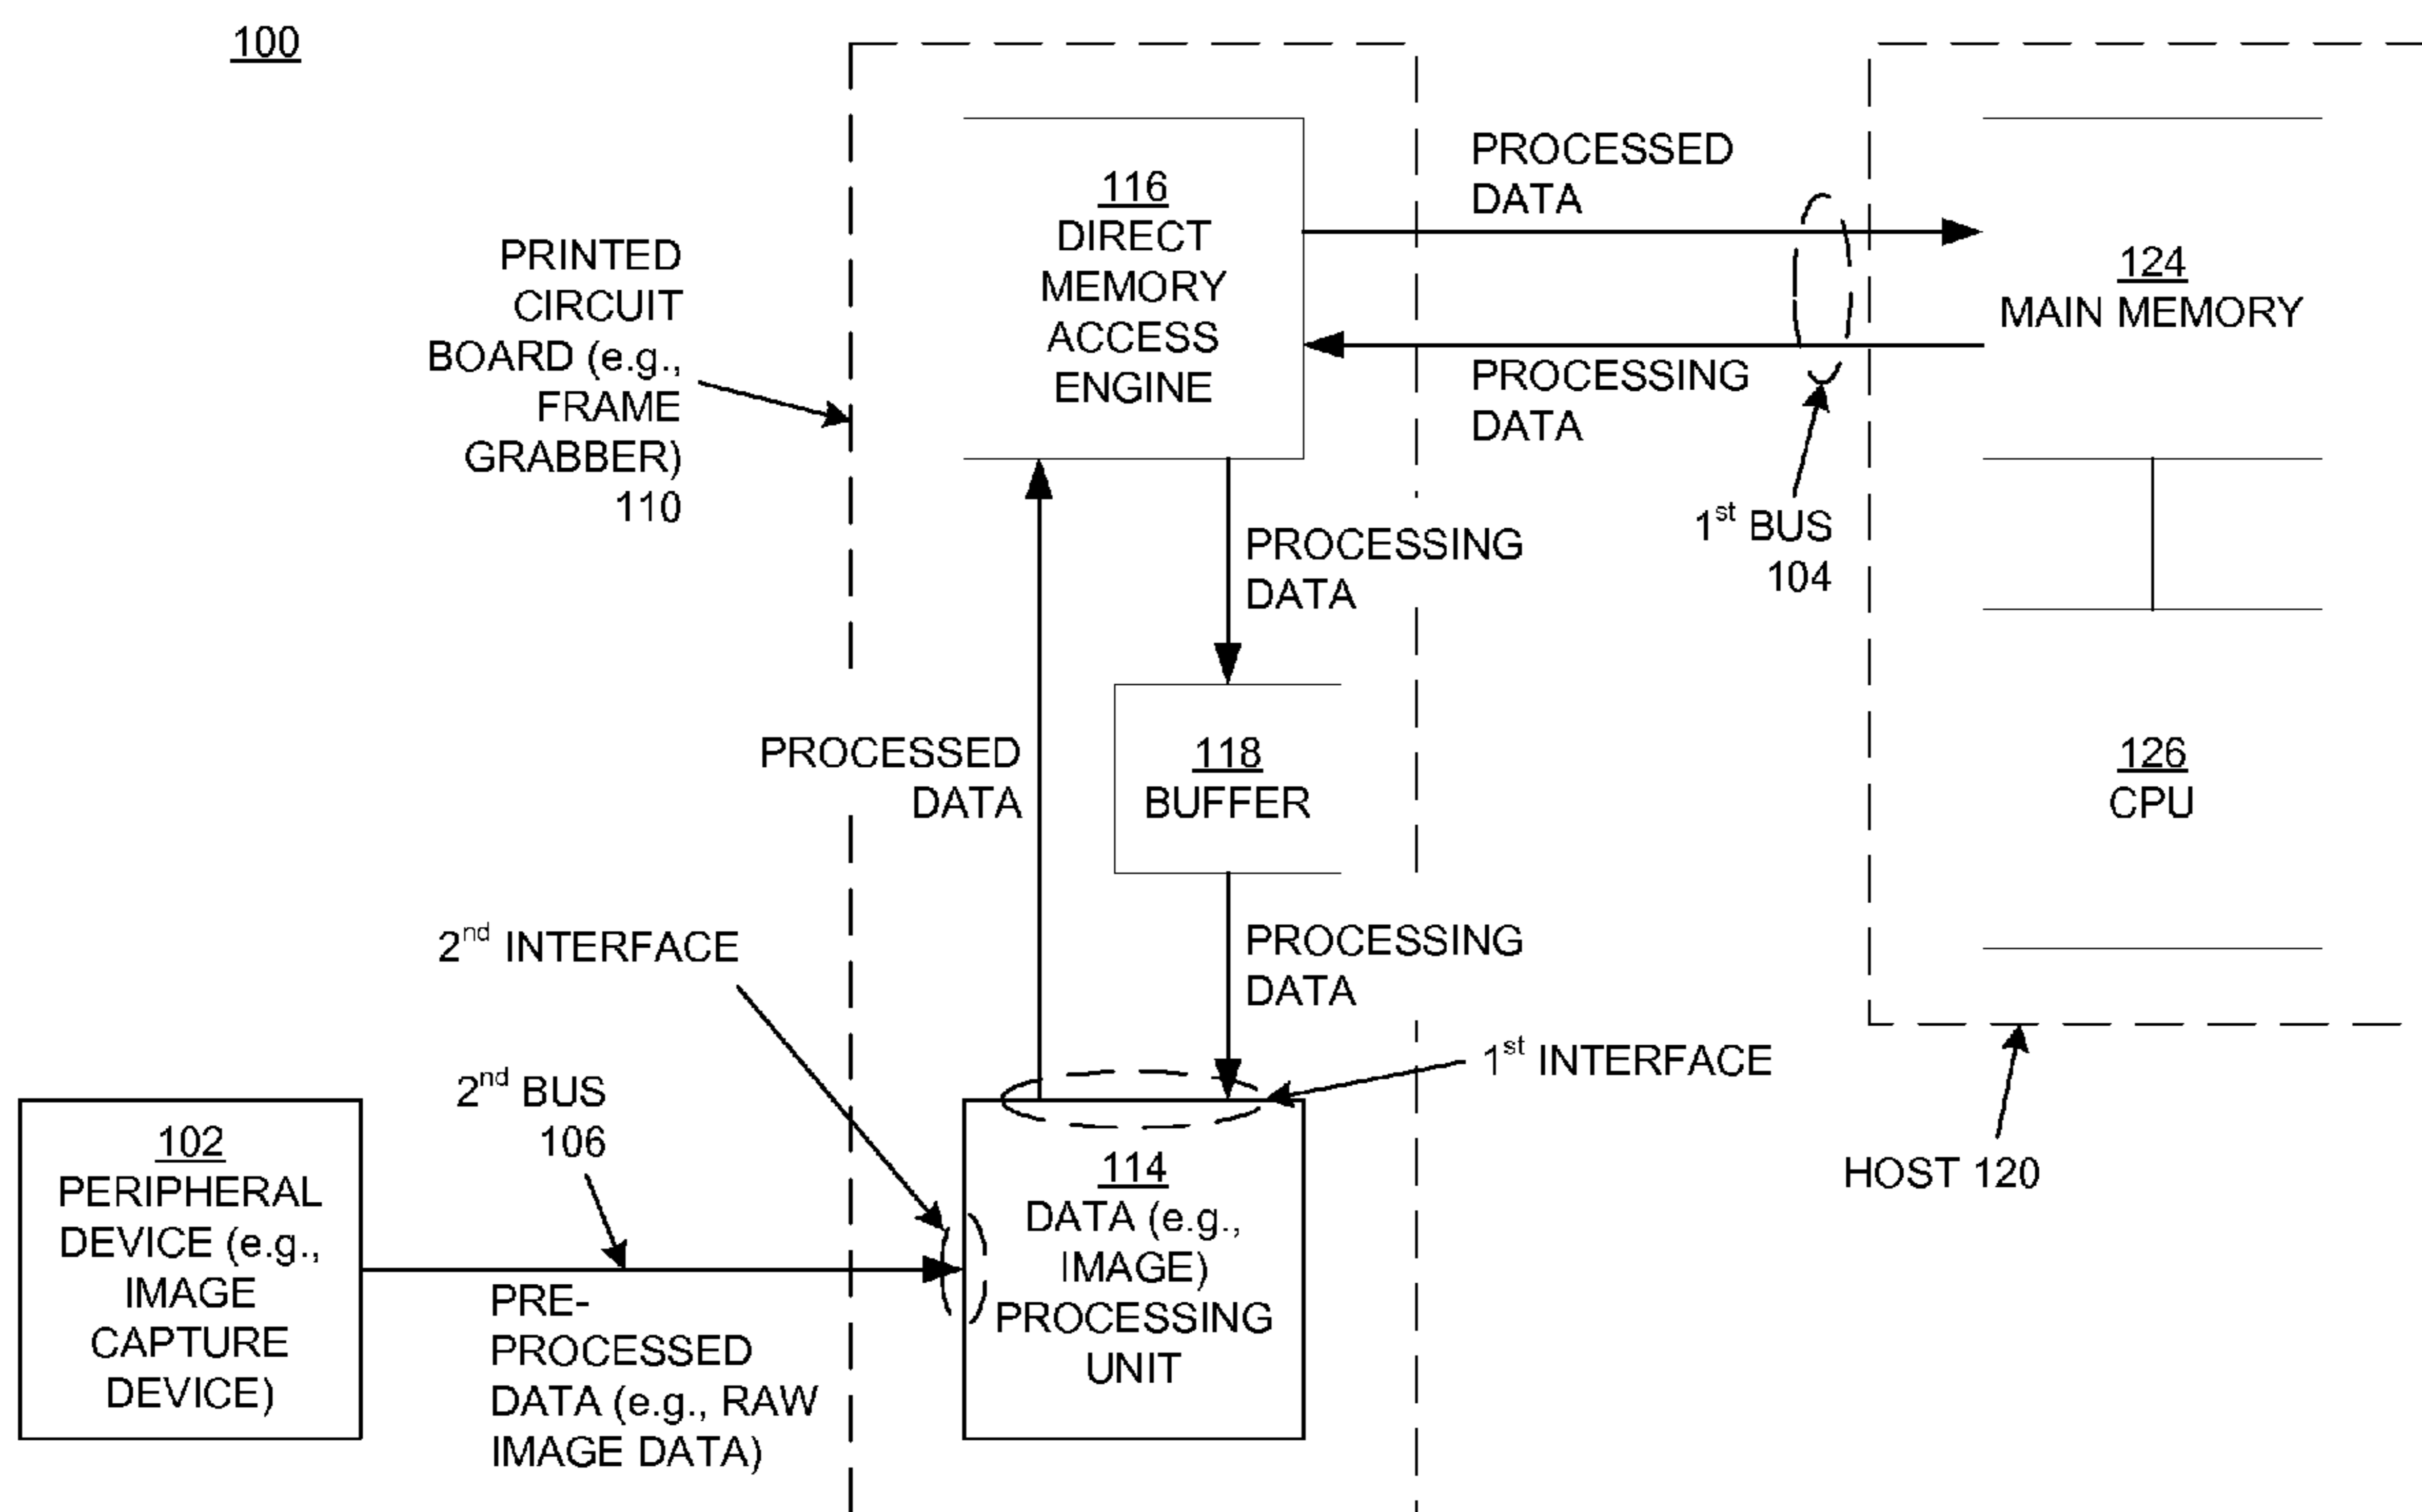 100
PRINTED
CIRCUIT
BOARD (e.g.,
FRAME
GRABBER)
110
116
DIRECT
MEMORY
ACCESS
ENGINE
PROCESSED
DATA
PROCESSING
DATA
1st BUS
104
124
MAIN MEMORY
126
CPU
HOST 120
PROCESSING
DATA
118
BUFFER
PROCESSED
DATA
PROCESSING
DATA
1st INTERFACE
2nd INTERFACE
2nd BUS
106
102
PERIPHERAL
DEVICE (e.g.,
IMAGE
CAPTURE
DEVICE)
PRE-
PROCESSED
DATA (e.g., RAW
IMAGE DATA)
114
DATA (e.g.,
IMAGE)
PROCESSING
UNIT